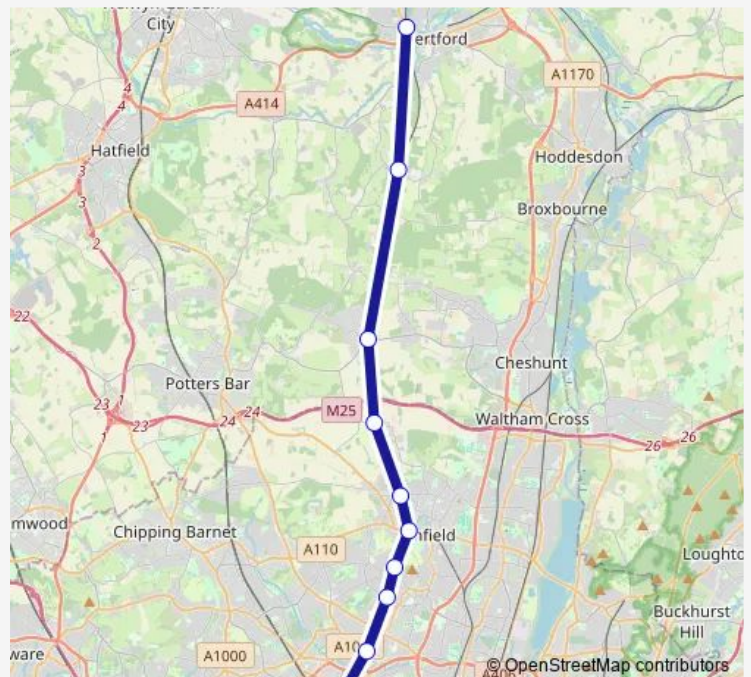 City
ertford
A1170
A414
4
4
Hatfield
Hoddesdon
3
3
Broxbourne
2
22
Cheshunt
Potters Bar
23
1
M25
24
24
23
1
Waltham Cross
26
26
mwood
Chipping Barnet
nfield
A110
Loughto
Buckhurst
Hill
ware
A1000
A10
© OpenStreetMap contributors